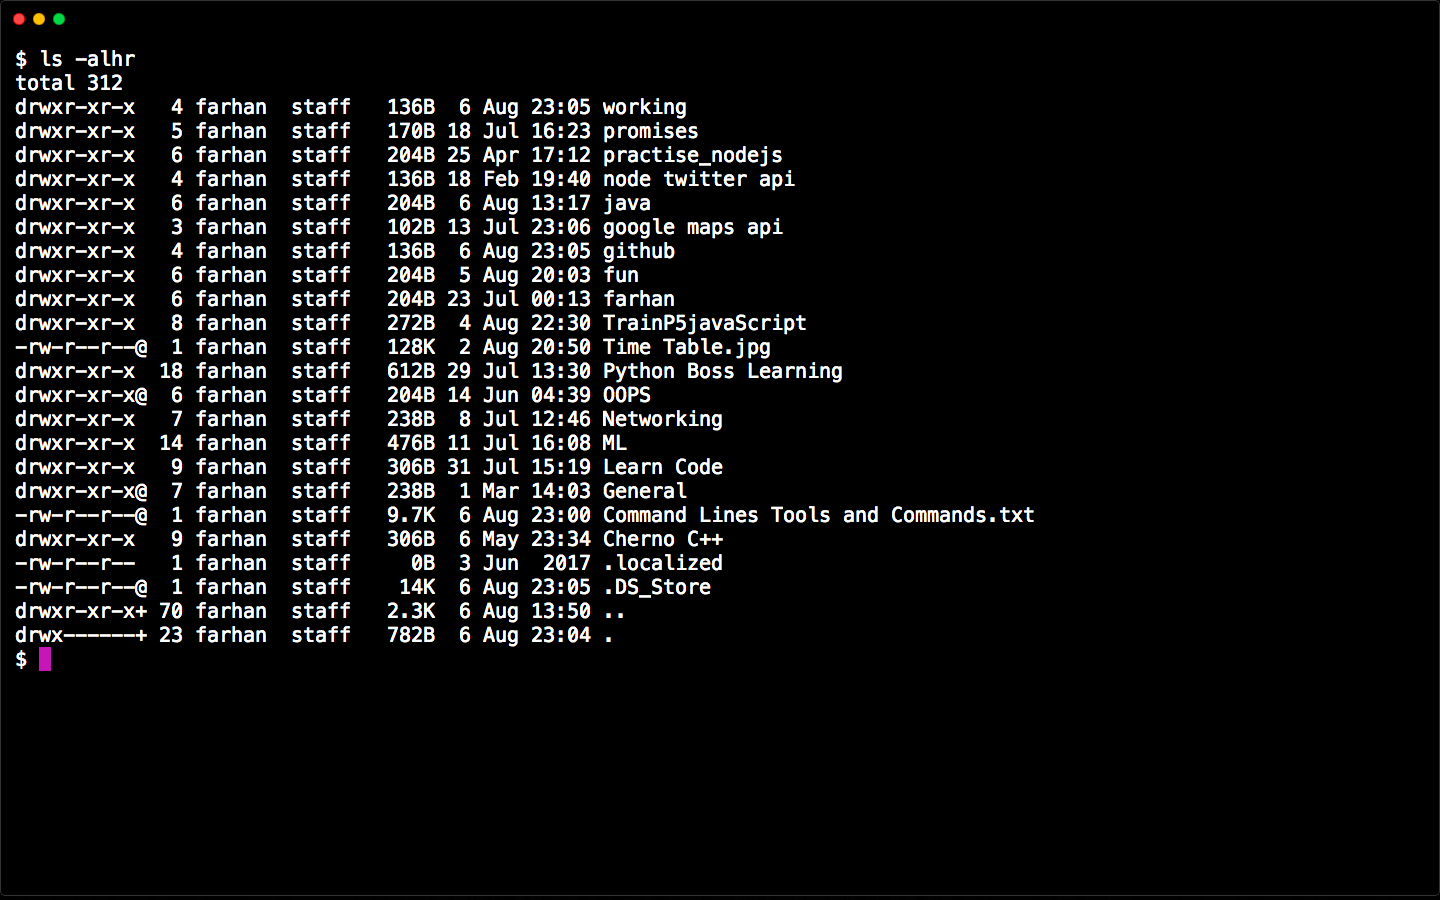 $ ls -alhr
total 312
drwxr-xr-x   4 farhan  staff   136B  6 Aug 23:05 working
drwxr-xr-x   5 farhan  staff   170B 18 Jul 16:23 promises
drwxr-xr-x   6 farhan  staff   204B 25 Apr 17:12 practise_nodejs
drwxr-xr-x   4 farhan  staff   136B 18 Feb 19:40 node twitter api
drwxr-xr-x   6 farhan  staff   204B  6 Aug 13:17 java
drwxr-xr-x   3 farhan  staff   102B 13 Jul 23:06 google maps api
drwxr-xr-x   4 farhan  staff   136B  6 Aug 23:05 github
drwxr-xr-x   6 farhan  staff   204B  5 Aug 20:03 fun
drwxr-xr-x   6 farhan  staff   204B 23 Jul 00:13 farhan
drwxr-xr-x   8 farhan  staff   272B  4 Aug 22:30 TrainP5javaScript
-rw-r--r--@  1 farhan  staff   128K  2 Aug 20:50 Time Table.jpg
drwxr-xr-x  18 farhan  staff   612B 29 Jul 13:30 Python Boss Learning
drwxr-xr-x@  6 farhan  staff   204B 14 Jun 04:39 OOPS
drwxr-xr-x   7 farhan  staff   238B  8 Jul 12:46 Networking
drwxr-xr-x  14 farhan  staff   476B 11 Jul 16:08 ML
drwxr-xr-x   9 farhan  staff   306B 31 Jul 15:19 Learn Code
drwxr-xr-x@  7 farhan  staff   238B  1 Mar 14:03 General
-rw-r--r--@  1 farhan  staff   9.7K  6 Aug 23:00 Command Lines Tools and Commands.txt
drwxr-xr-x   9 farhan  staff   306B  6 May 23:34 Cherno C++
-rw-r--r--   1 farhan  staff     0B  3 Jun  2017 .localized
-rw-r--r--@  1 farhan  staff    14K  6 Aug 23:05 .DS_Store
drwxr-xr-x+ 70 farhan  staff   2.3K  6 Aug 13:50 ..
drwx------+ 23 farhan  staff   782B  6 Aug 23:04 .
$